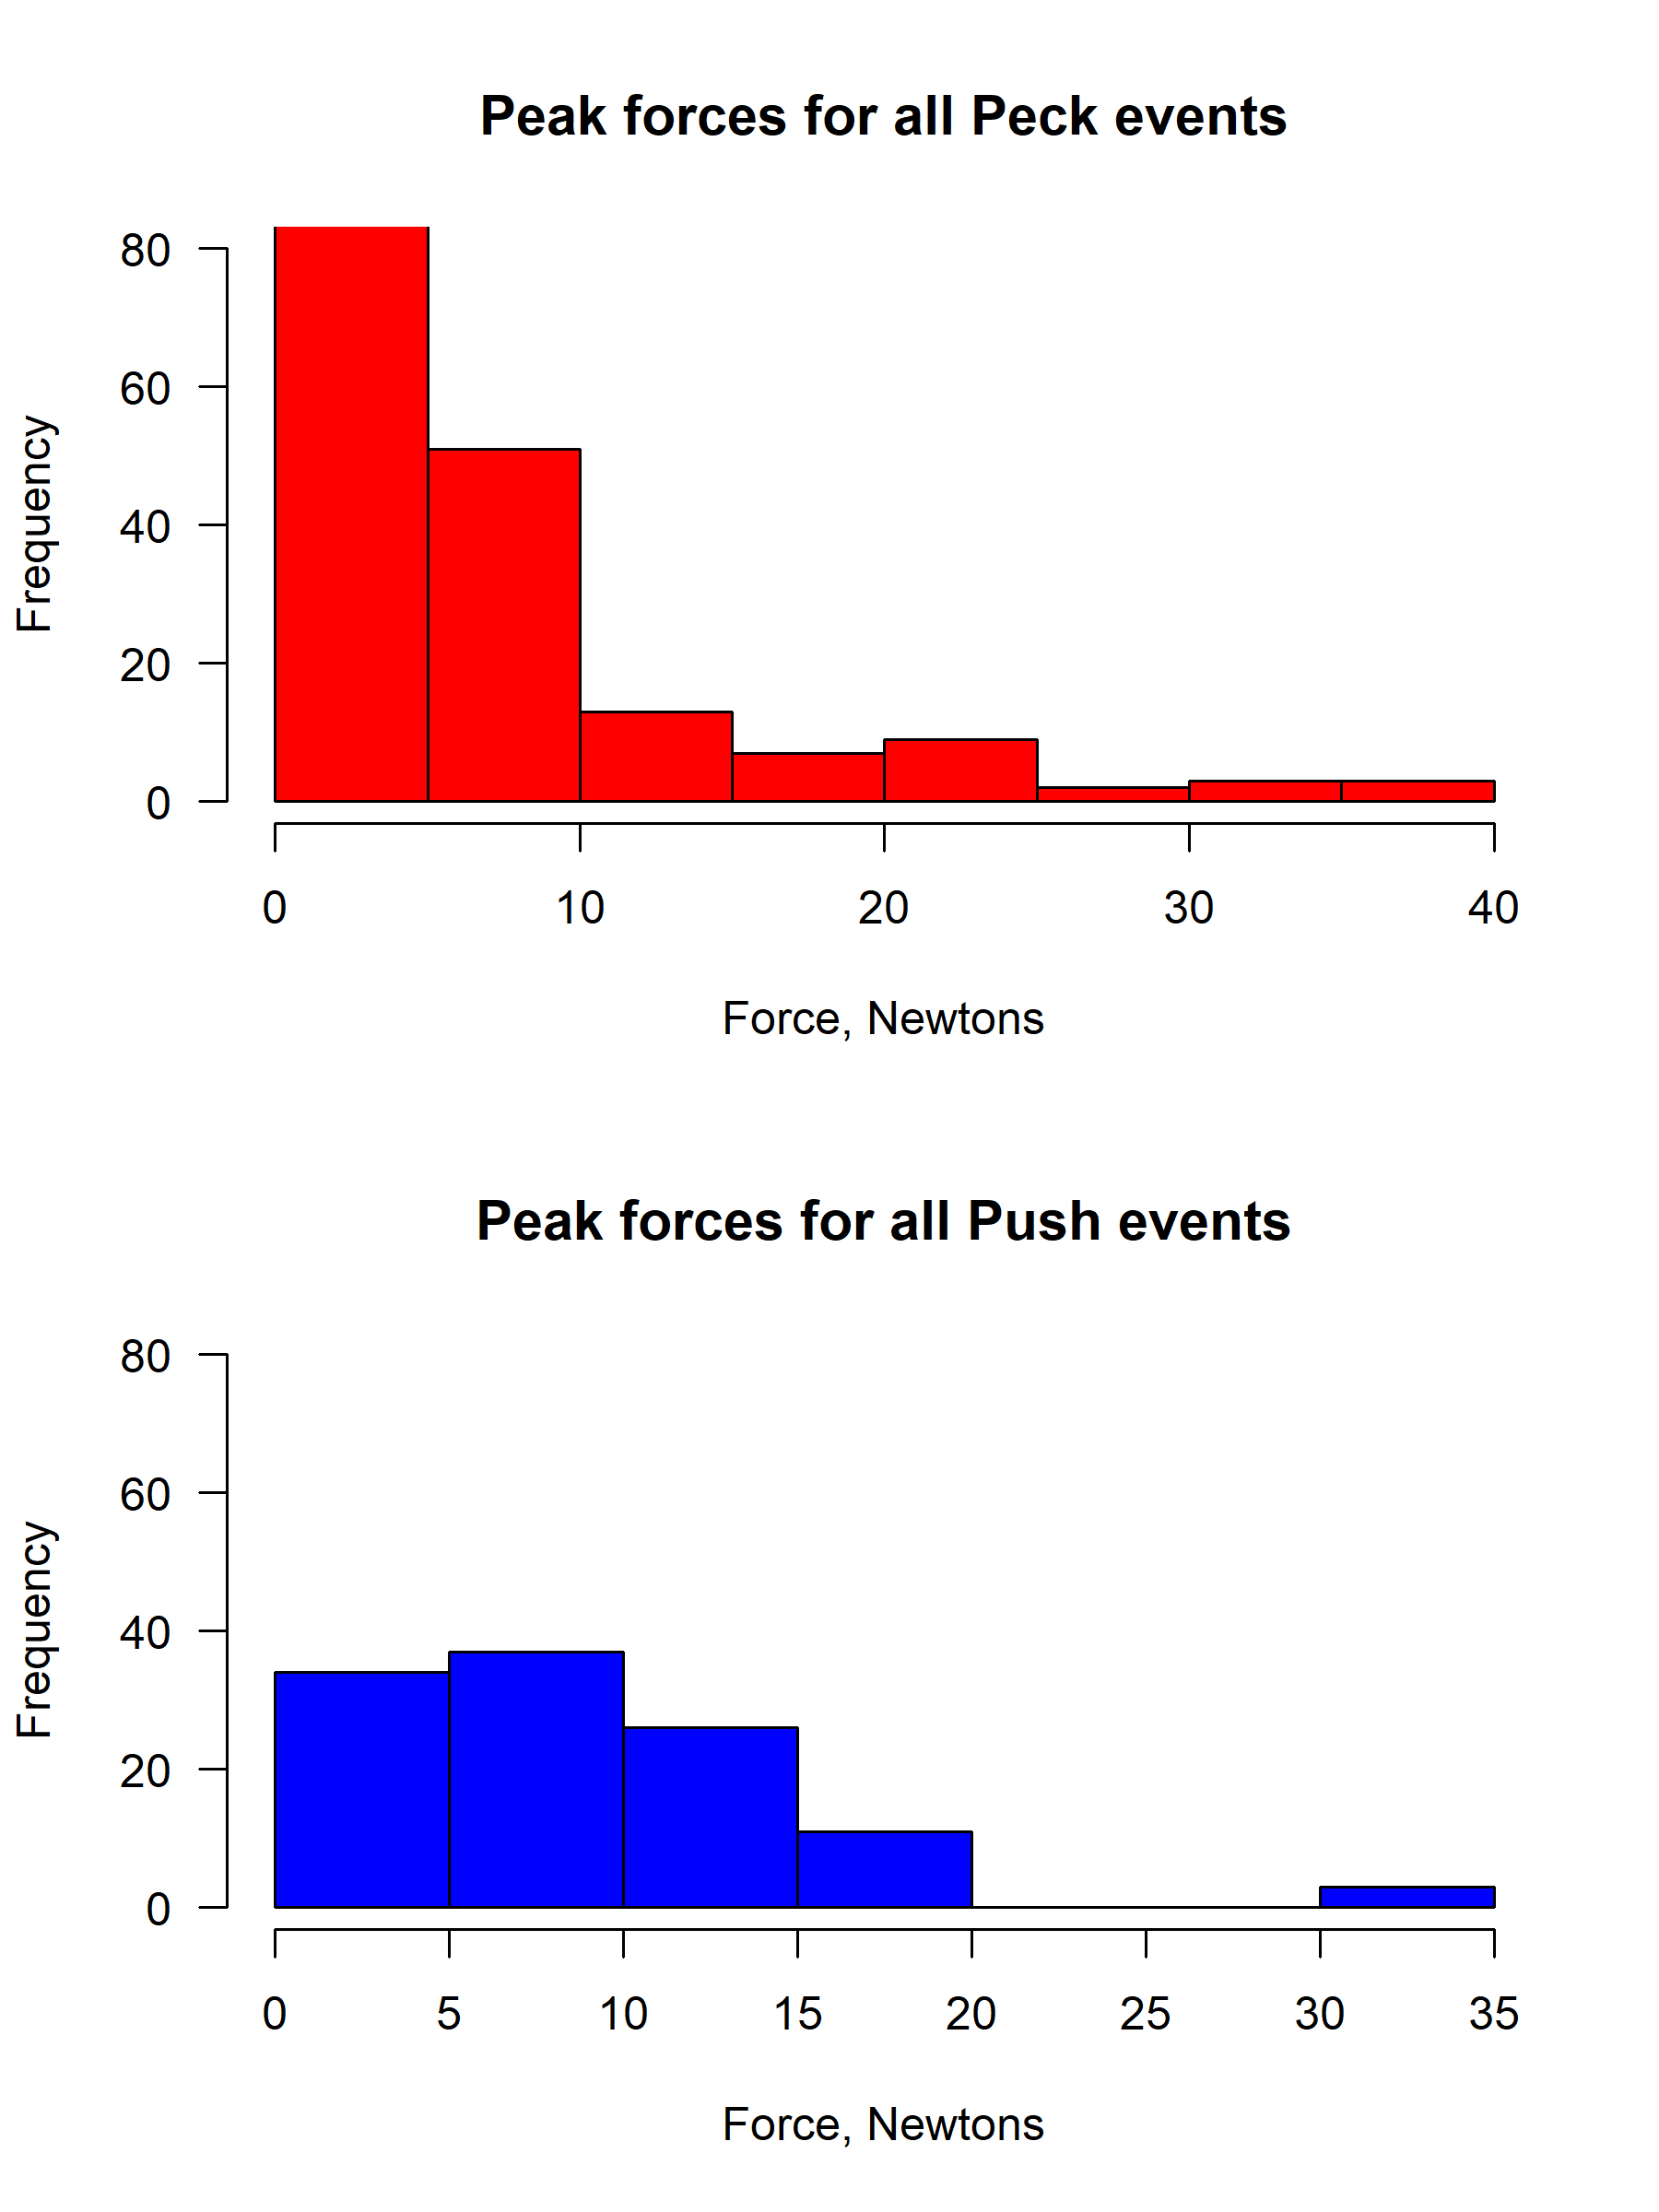 Peak forces for all Peck events
80
60
40
20
0
Frequency
0 10 20 30 40
Force, Newtons
Peak forces for all Push events
80
60
40
20
0
Frequency
0 5 10 15 20 25 30 35
Force, Newtons